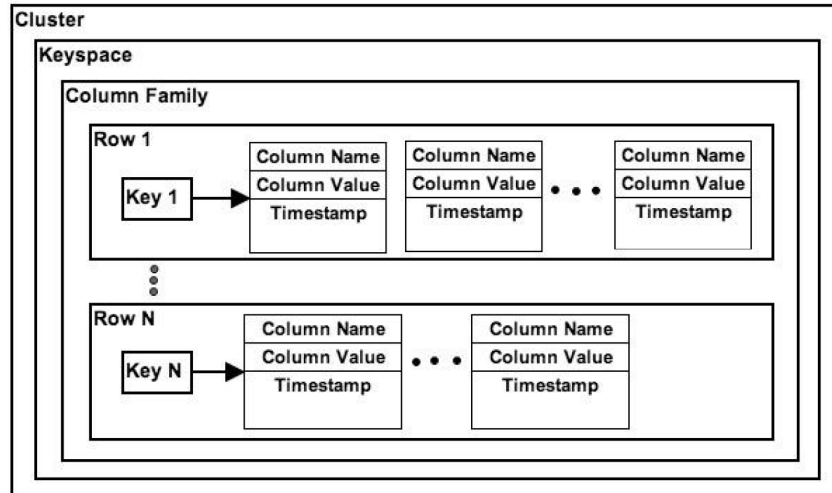 Cluster
Keyspace
Column Family
Row 1
Key 1
Column Name
Column Value
Timestamp
Column Name
Column Value
Timestamp
Column Name
Column Value
Timestamp
Row N
Key N
Column Name
Column Value
Timestamp
Column Name
Column Value
Timestamp